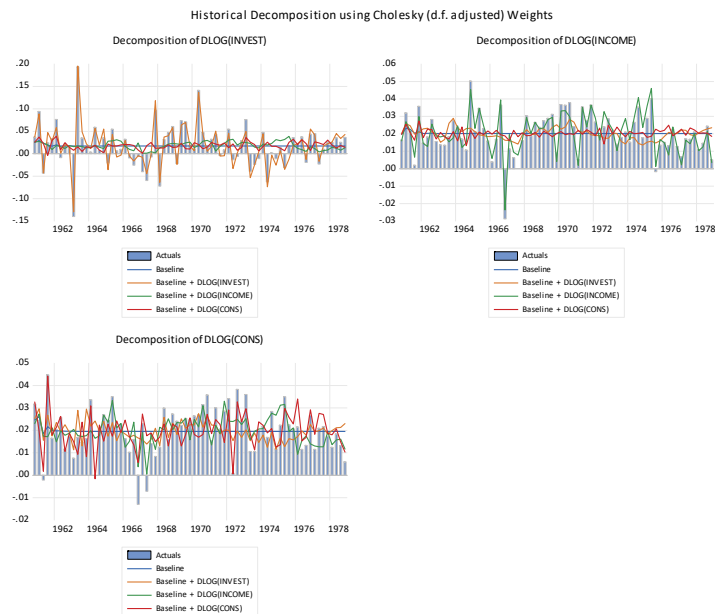 Historical Decomposition using Cholesky (d.f. adjusted) Weights
Decomposition of DLOG(INVEST)
.20
.15
.10
.05
.00
-.05
-.10
-.15
1962 1964 1966 1968 1970 1972 1974 1976 1978
Actuals
Baseline
Baseline + DLOG(INVEST)
Baseline + DLOG(INCOME)
Baseline + DLOG(CONS)
Decomposition of DLOG(INCOME)
.06
.05
.04
.03
.02
.01
.00
-.01
-.02
-.03
1962 1964 1966 1968 1970 1972 1974 1976 1978
Actuals
Baseline
Baseline + DLOG(INVEST)
Baseline + DLOG(INCOME)
Baseline + DLOG(CONS)
Decomposition of DLOG(CONS)
.05
.04
.03
.02
.01
.00
-.01
-.02
1962 1964 1966 1968 1970 1972 1974 1976 1978
Actuals
Baseline
Baseline + DLOG(INVEST)
Baseline + DLOG(INCOME)
Baseline + DLOG(CONS)